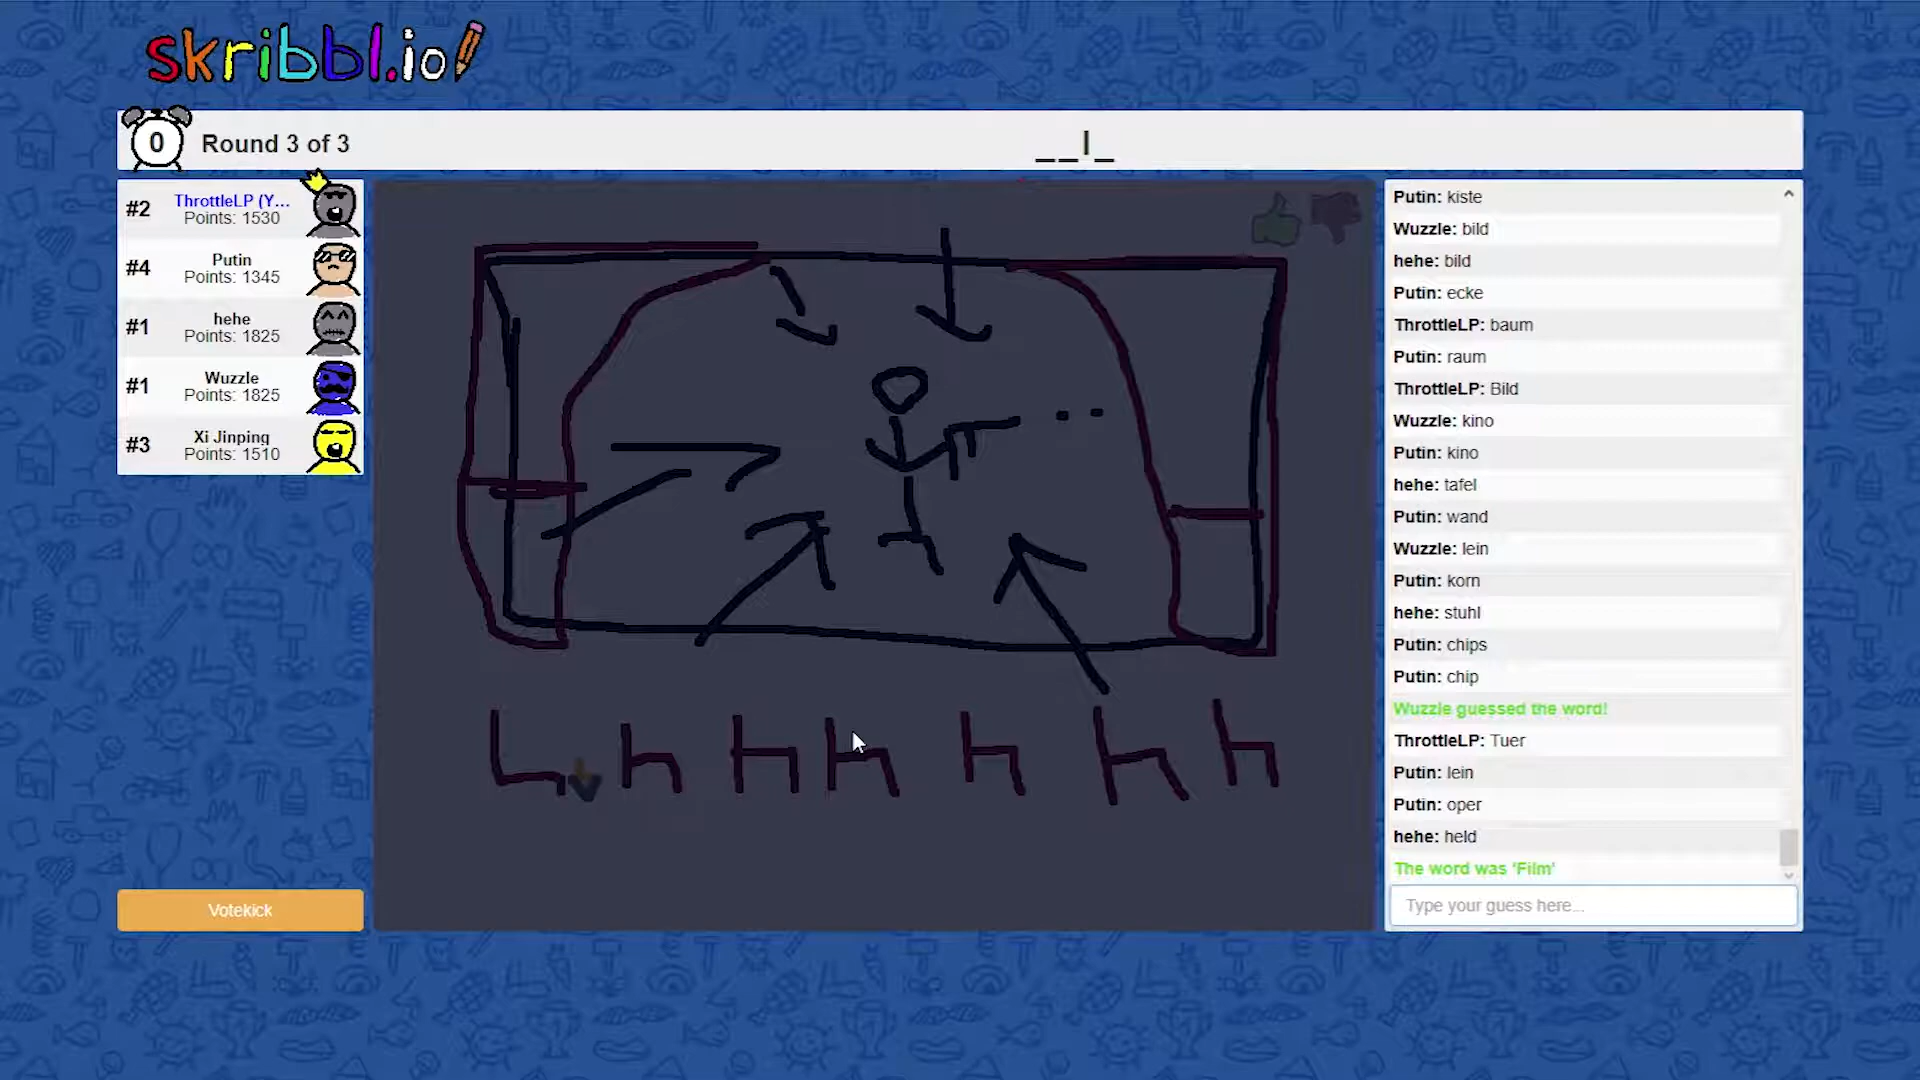 skribbl.io
0
Round 3 of 3
__l_
#2
ThrottleLP (Y...
Points: 1530
#4
Putin
Points: 1345
#1
hehe
Points: 1825
#1
Wuzzle
Points: 1825
#3
Xi Jinping
Points: 1510
Votekick
Putin: kiste
Wuzzle: bild
hehe: bild
Putin: ecke
ThrottleLP: baum
Putin: raum
ThrottleLP: Bild
Wuzzle: kino
Putin: kino
hehe: tafel
Putin: wand
Wuzzle: lein
Putin: korn
hehe: stuhl
Putin: chips
Putin: chip
Wuzzle guessed the word!
ThrottleLP: Tuer
Putin: lein
Putin: oper
hehe: held
The word was 'Film'
Type your guess here...